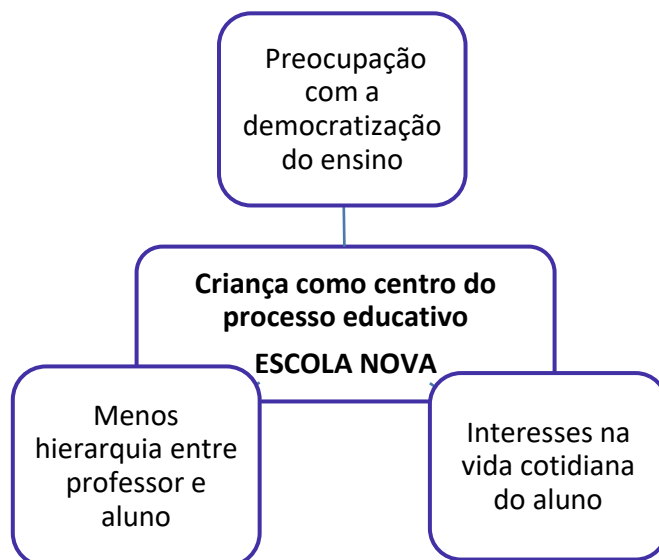 Preocupação
com a
democratização
do ensino
Criança como centro do
processo educativo
ESCOLA NOVA
Menos
hierarquia entre
professor e
aluno
Interesses na
vida cotidiana
do aluno